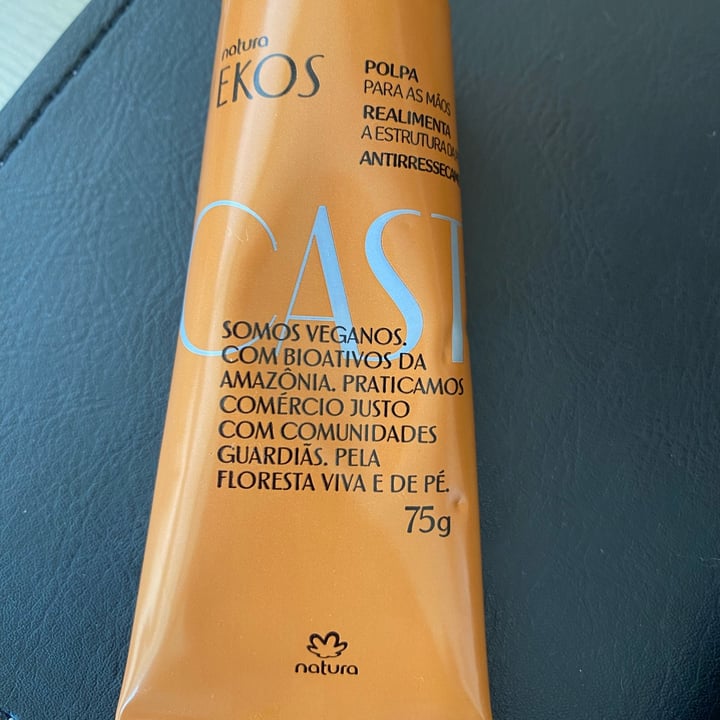 natura
EKOS
POLPA
PARA AS MÃOS
REALIMENTA
A ESTRUTURA DA
CAST
SOMOS VEGANOS.
COM BIOATIVOS DA
AMAZÔNIA. PRATICAMOS
COMÉRCIO JUSTO
COM COMUNIDADES
GUARDIÃS. PELA
FLORESTA VIVA E DE PÉ.
75g
natura